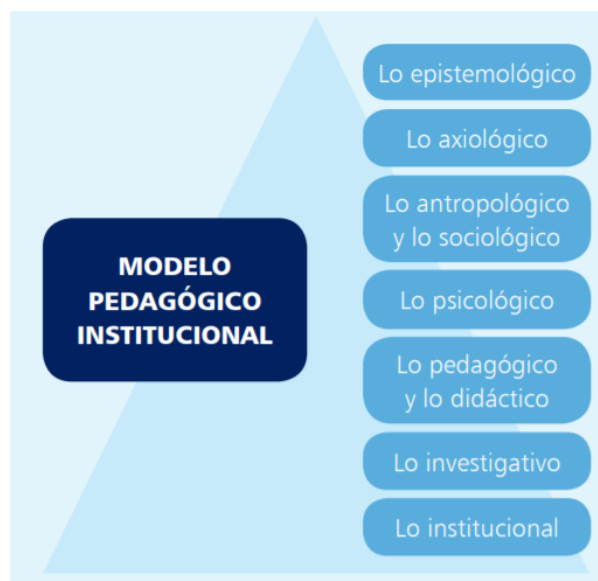 MODELO
PEDAGÓGICO
INSTITUCIONAL
Lo epistemológico
Lo axiológico
Lo antropológico
y lo sociológico
Lo psicológico
Lo pedagógico
y lo didáctico
Lo investigativo
Lo institucional